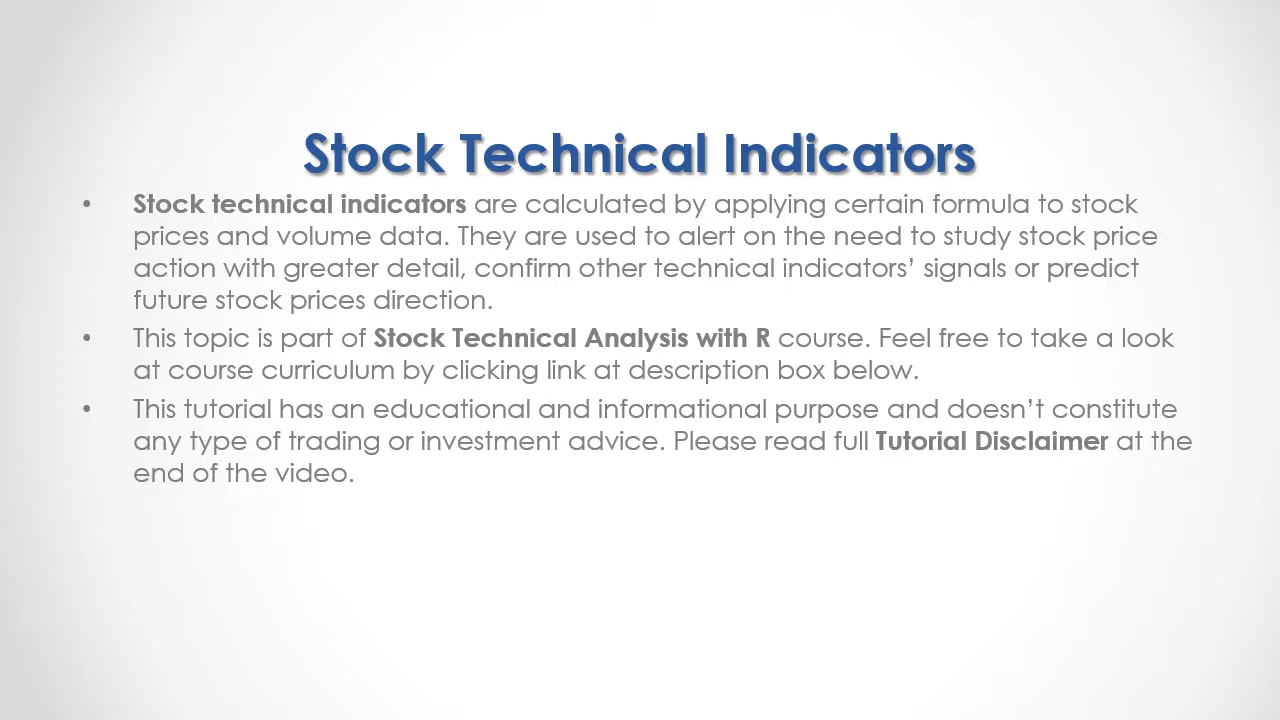 Stock Technical Indicators
• Stock technical indicators are calculated by applying certain formula to stock
prices and volume data. They are used to alert on the need to study stock price
action with greater detail, confirm other technical indicators’ signals or predict
future stock prices direction.
• This topic is part of Stock Technical Analysis with R course. Feel free to take a look
at course curriculum by clicking link at description box below.
• This tutorial has an educational and informational purpose and doesn’t constitute
any type of trading or investment advice. Please read full Tutorial Disclaimer at the
end of the video.